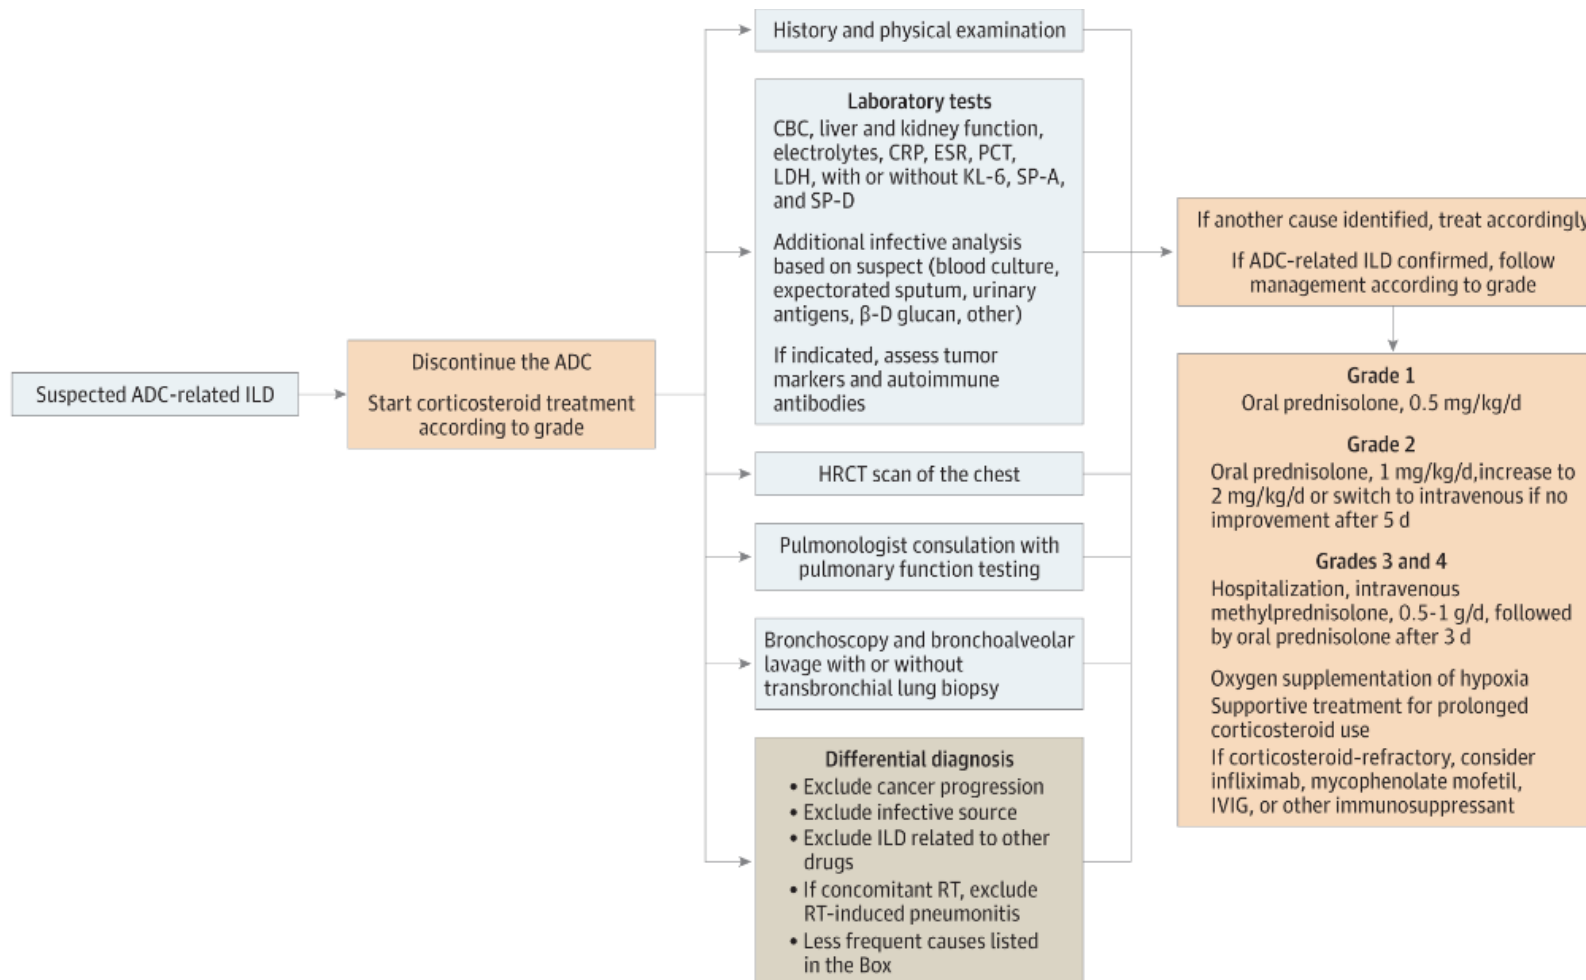 Suspected ADC-related ILD
Discontinue the ADC
Start corticosteroid treatment
according to grade
History and physical examination
Laboratory tests
CBC, liver and kidney function,
electrolytes, CRP, ESR, PCT,
LDH, with or without KL-6, SP-A,
and SP-D
Additional infective analysis
based on suspect (blood culture,
expectorated sputum, urinary
antigens, β-D glucan, other)
If indicated, assess tumor
markers and autoimmune
antibodies
HRCT scan of the chest
Pulmonologist consulation with
pulmonary function testing
Bronchoscopy and bronchoalveolar
lavage with or without
transbronchial lung biopsy
Differential diagnosis
• Exclude cancer progression
• Exclude infective source
• Exclude ILD related to other
drugs
• If concomitant RT, exclude
RT-induced pneumonitis
• Less frequent causes listed
in the Box
If another cause identified, treat accordingly
If ADC-related ILD confirmed, follow
management according to grade
Grade 1
Oral prednisolone, 0.5 mg/kg/d
Grade 2
Oral prednisolone, 1 mg/kg/d,increase to
2 mg/kg/d or switch to intravenous if no
improvement after 5 d
Grades 3 and 4
Hospitalization, intravenous
methylprednisolone, 0.5-1 g/d, followed
by oral prednisolone after 3 d
Oxygen supplementation of hypoxia
Supportive treatment for prolonged
corticosteroid use
If corticosteroid-refractory, consider
infliximab, mycophenolate mofetil,
IVIG, or other immunosuppressant